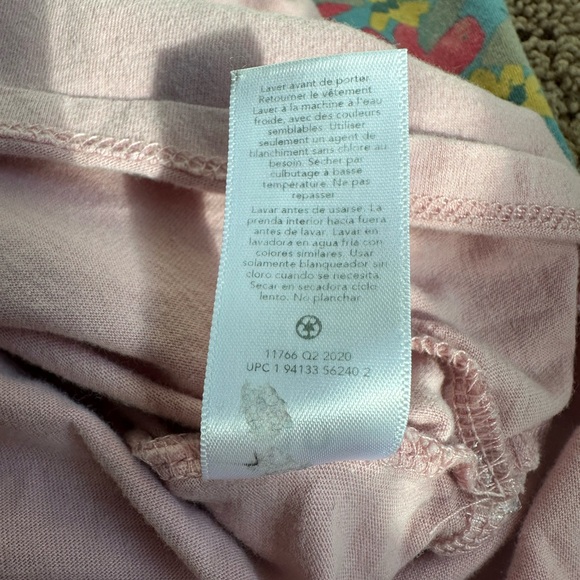 Laver avant de porter.
Retourner le vêtement.
Laver à la machine à l'eau
froide, avec des couleurs
semblables. Utiliser
seulement un agent de
blanchiment sans chlore au
besoin. Sécher par
culbutage à basse
température. Ne pas
repasser.
Lavar antes de usarse. La
prenda interior hacia fuera
antes de lavar. Lavar en
lavadora en agua fría con
colores similares. Usar
solamente blanqueador sin
cloro cuando se necesita.
Secar en secadora ciclo
lento. No planchar.
11766 Q2 2020
UPC 1 94133 56240 2